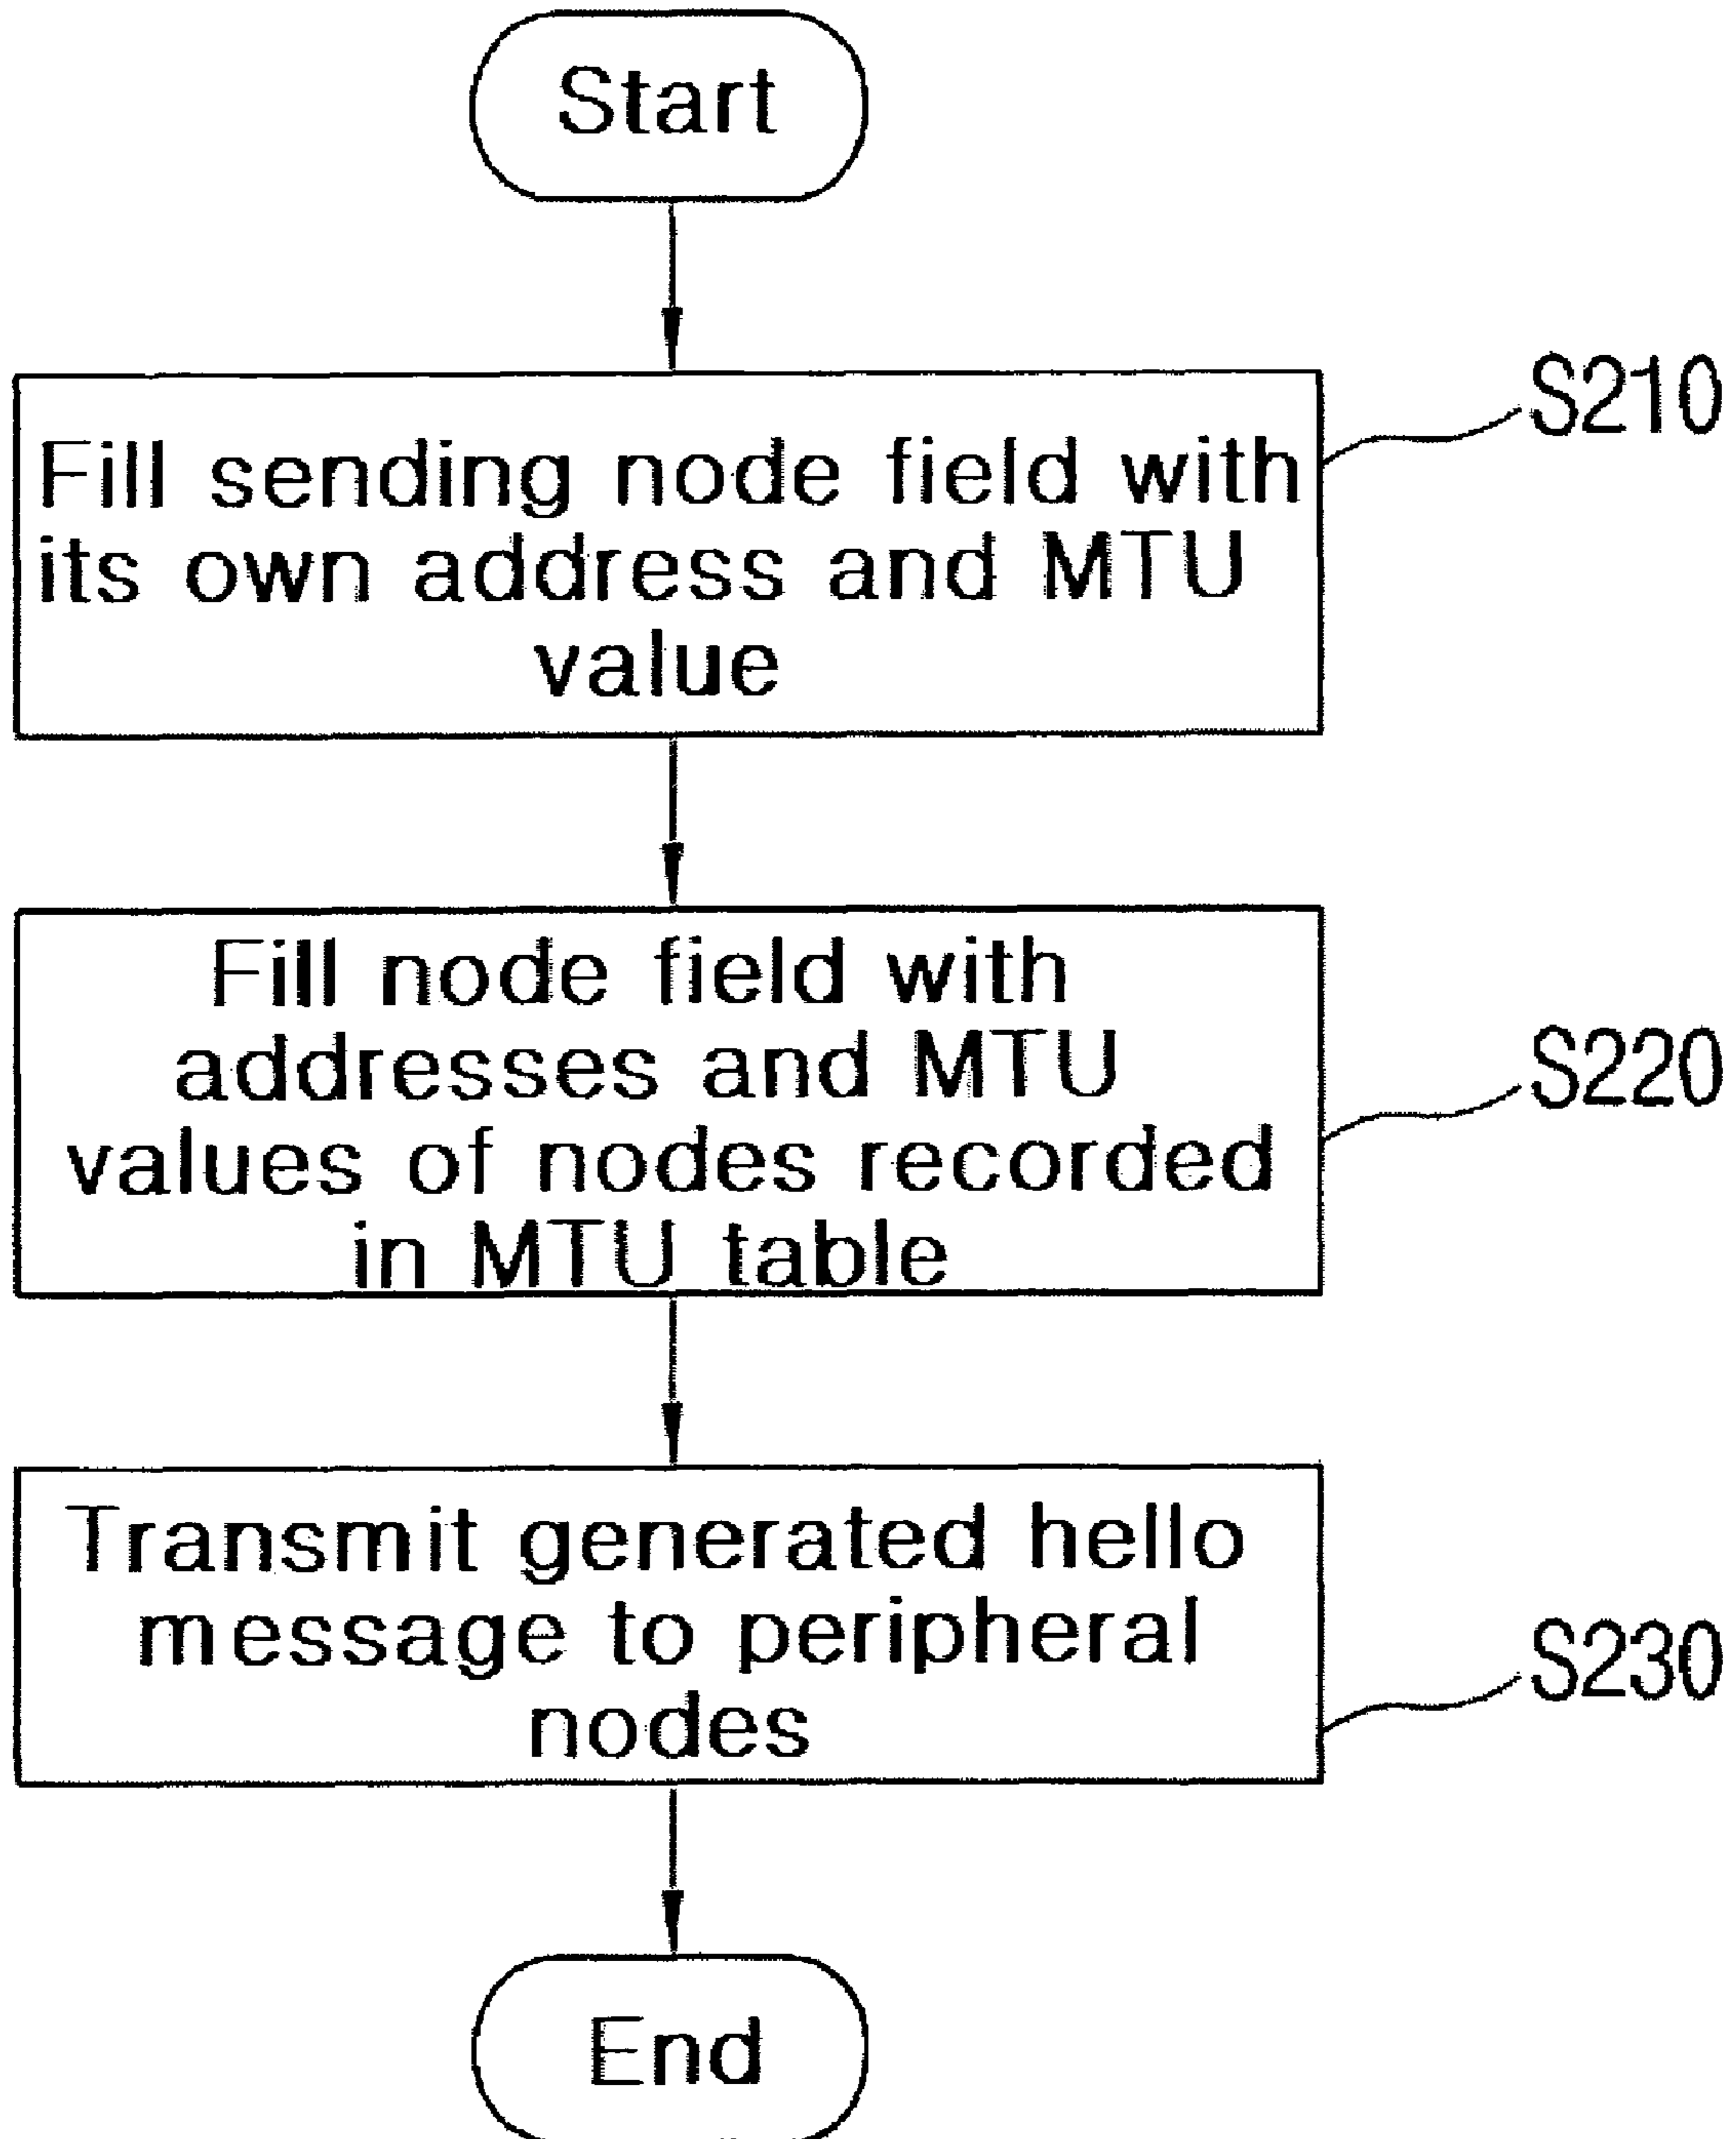 Start
S210
Fill sending node field with
its own address and MTU
value
Fill node field with
addresses and MTU
values of nodes recorded
in MTU table
S220
Transmit generated hello
message to peripheral
nodes
S230
End